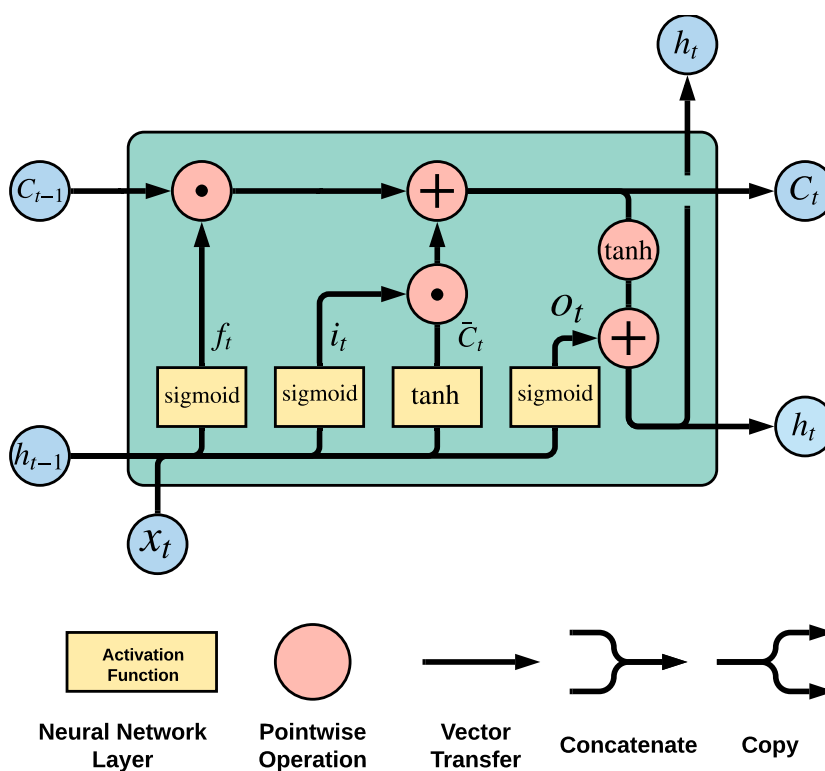 h_t
C_{t-1}
C_t
tanh
o_t
f_t
i_t
C̄_t
sigmoid
sigmoid
tanh
sigmoid
h_{t-1}
h_t
x_t
Activation
Function
Neural Network
Layer
Pointwise
Operation
Vector
Transfer
Concatenate
Copy